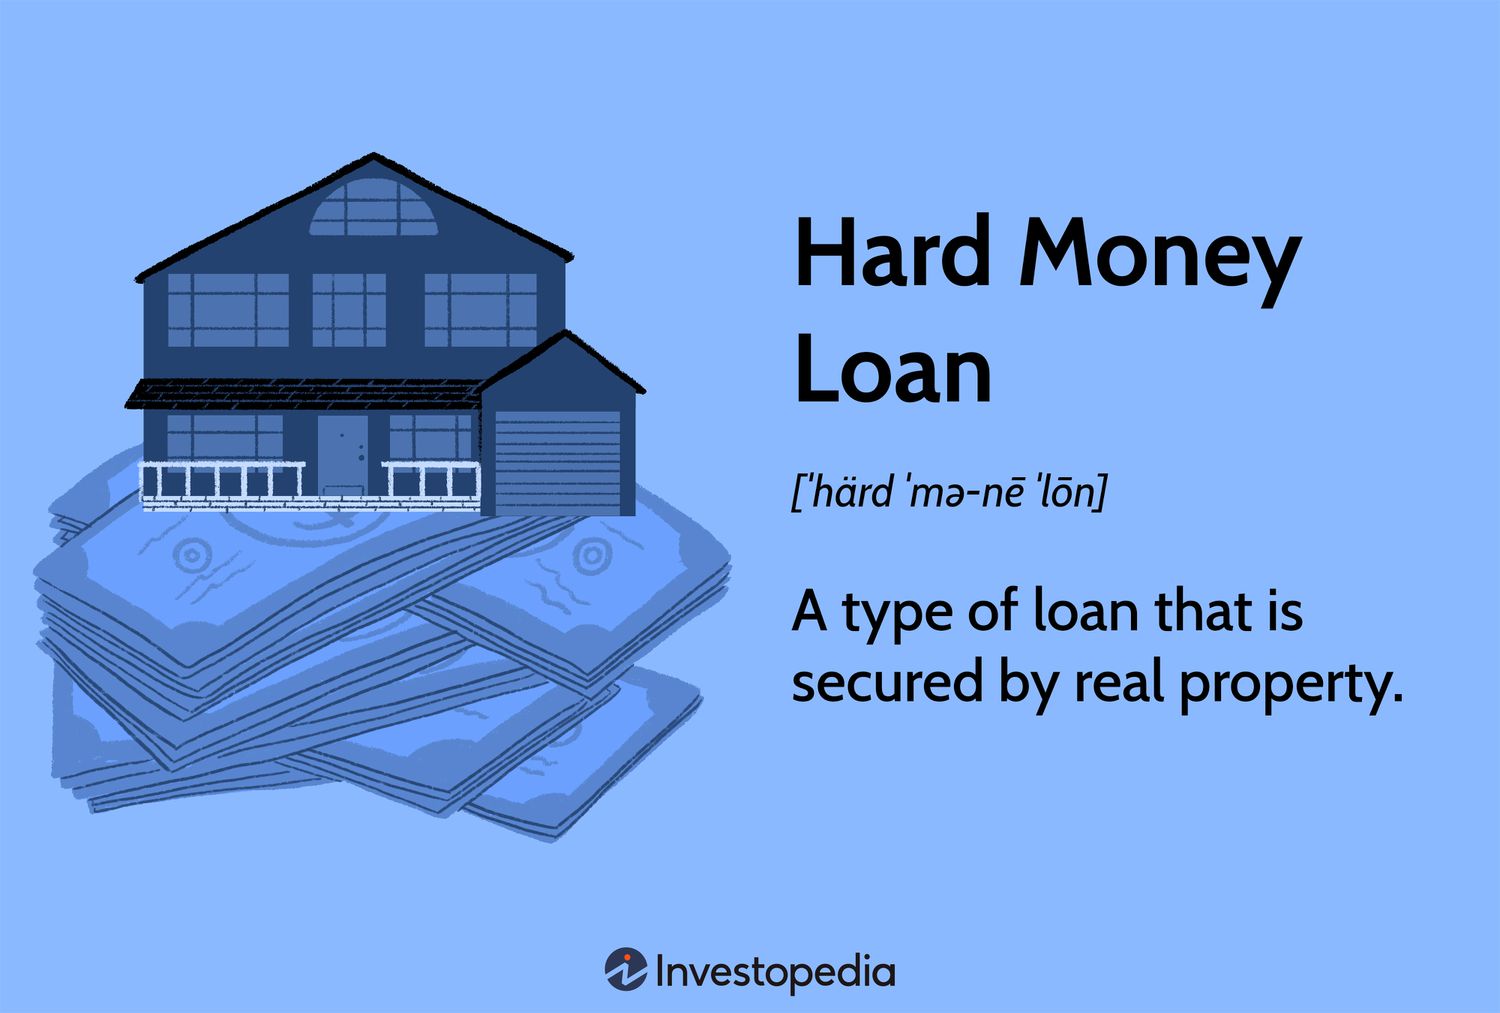 Hard Money
Loan
[ˈhärd ˈmə-nē ˈlōn]
A type of loan that is
secured by real property.
Investopedia